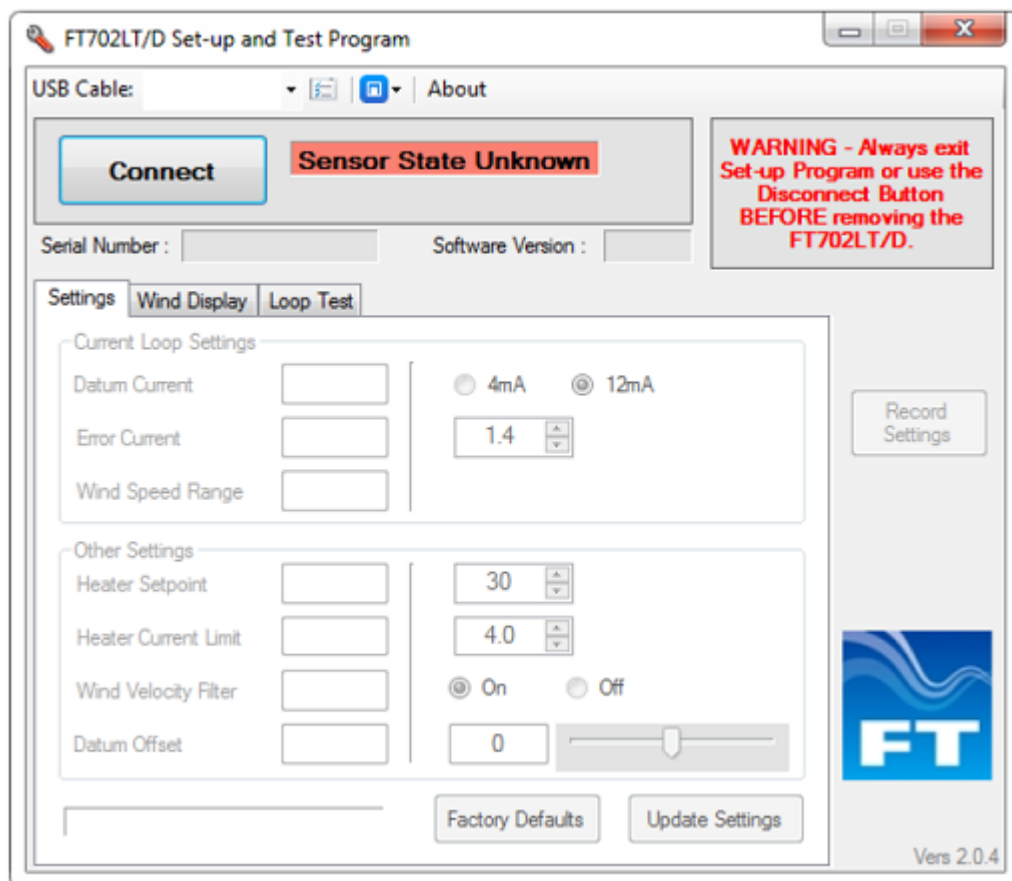 FT702LT/D Set-up and Test Program
USB Cable:
About
Connect
Sensor State Unknown
WARNING - Always exit
Set-up Program or use the
Disconnect Button
BEFORE removing the
FT702LT/D.
Serial Number :
Software Version :
Settings
Wind Display
Loop Test
Current Loop Settings
Datum Current
4mA
12mA
Error Current
1.4
Wind Speed Range
Record
Settings
Other Settings
Heater Setpoint
30
Heater Current Limit
4.0
Wind Velocity Filter
On
Off
Datum Offset
0
FT
Factory Defaults
Update Settings
Vers 2.0.4